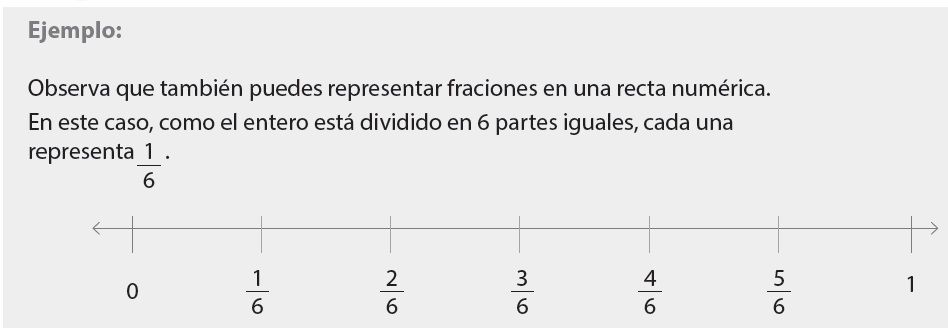 Ejemplo:
Observa que también puedes representar fraciones en una recta numérica.
En este caso, como el entero está dividido en 6 partes iguales, cada una
representa 1/6 .
0 1/6 2/6 3/6 4/6 5/6 1